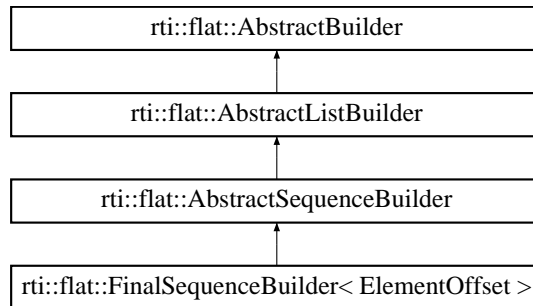 rti::flat::AbstractBuilder
rti::flat::AbstractListBuilder
rti::flat::AbstractSequenceBuilder
rti::flat::FinalSequenceBuilder< ElementOffset >